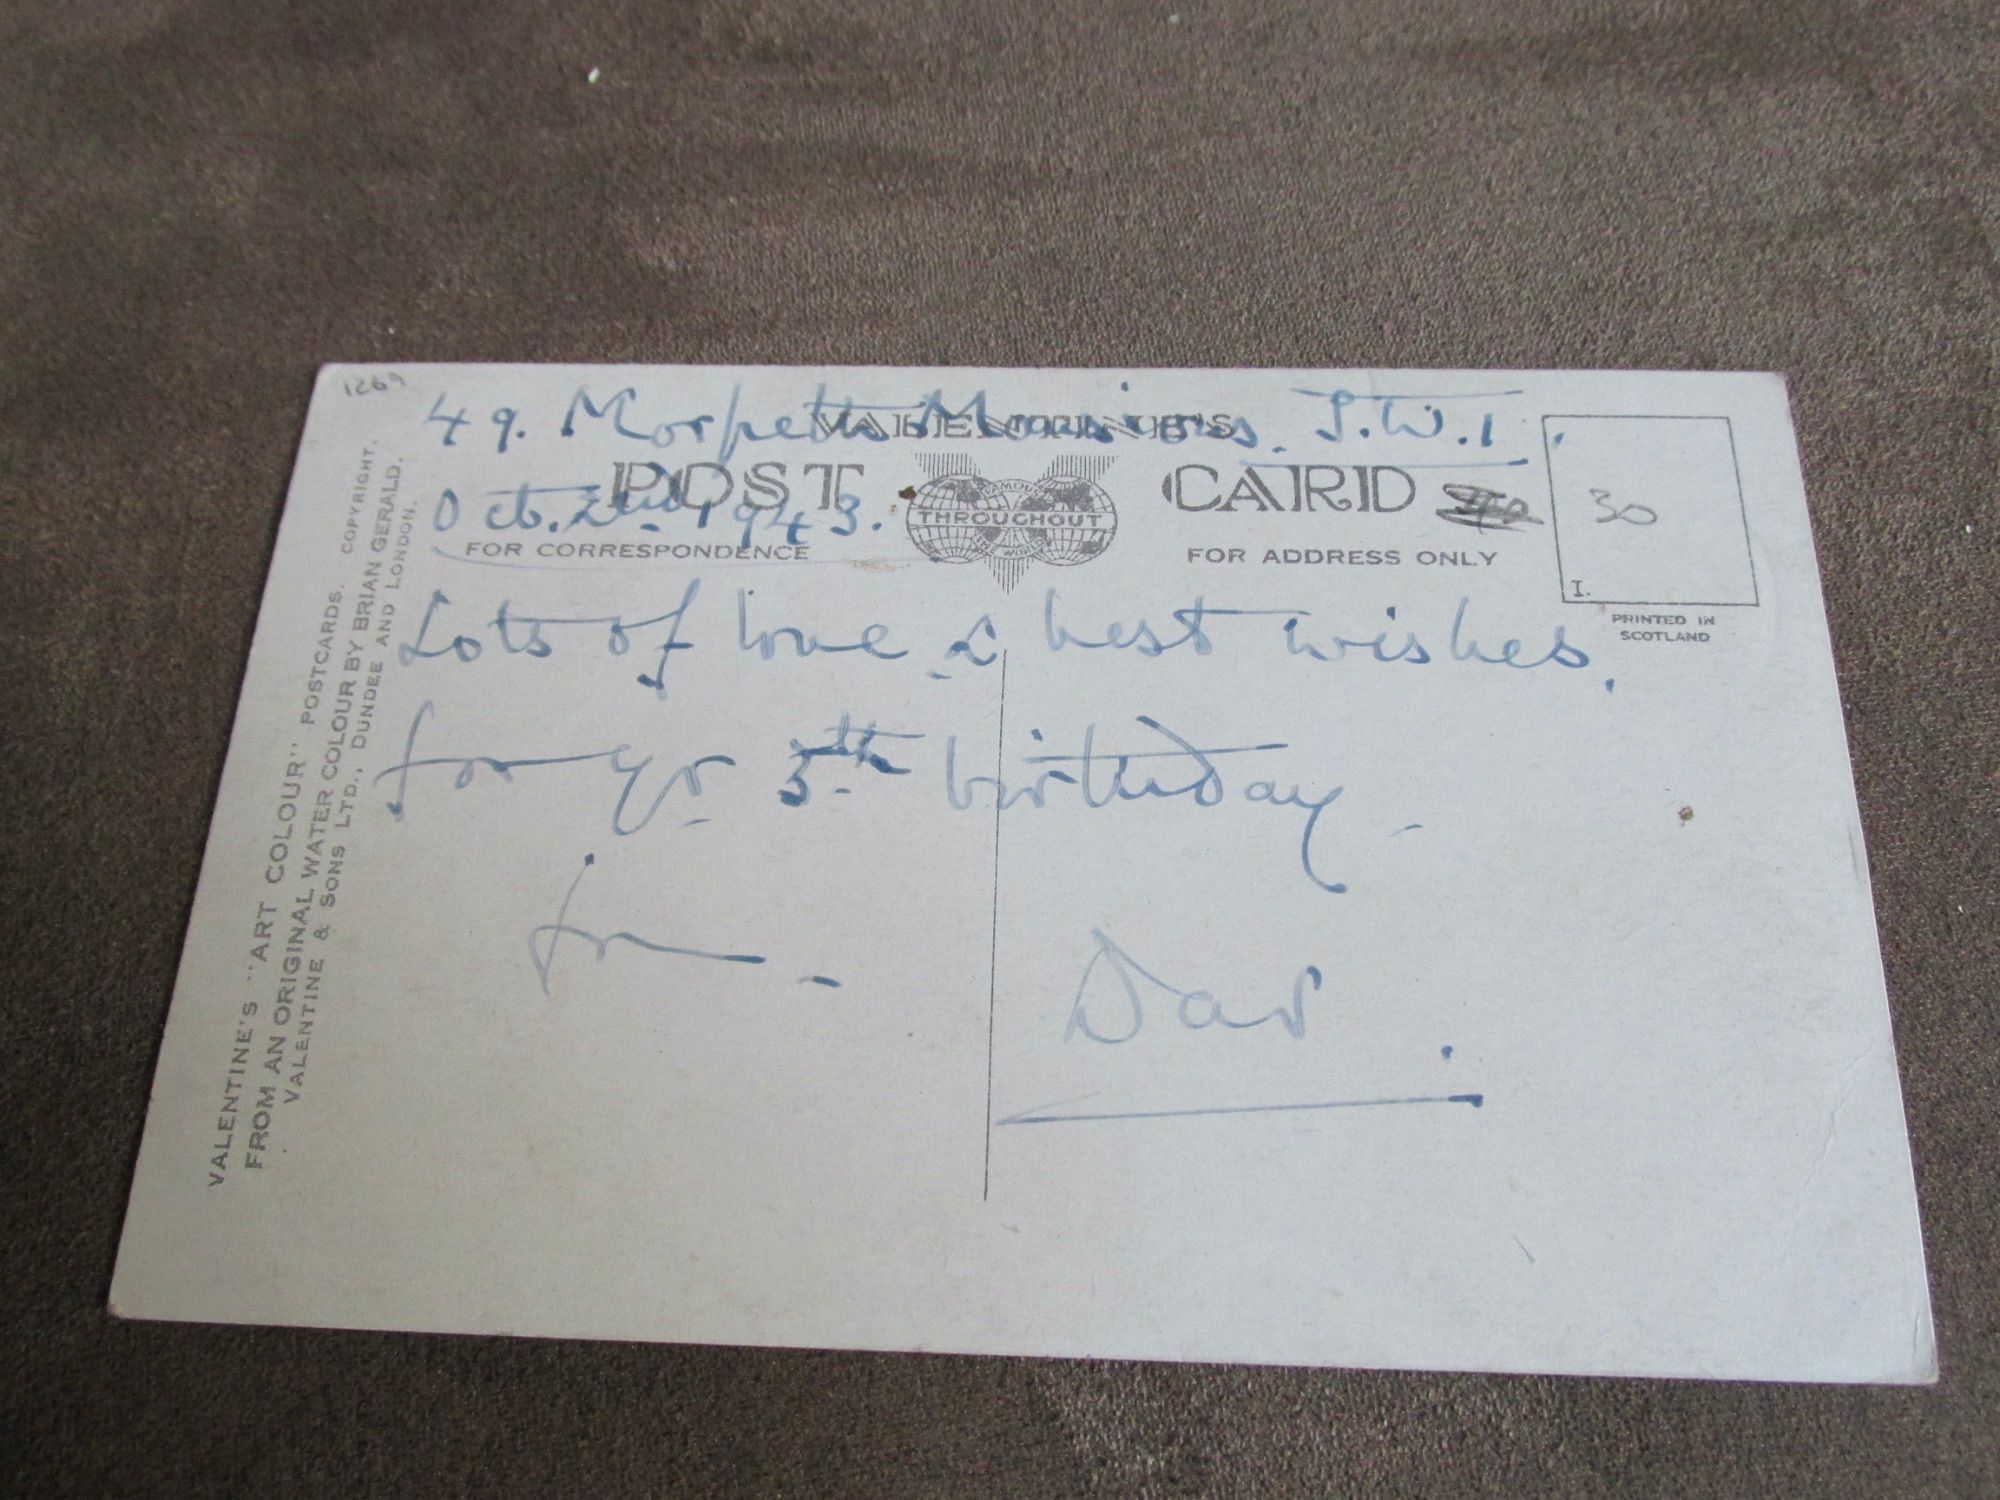 1269
49. Morpeth Mansions. S.W.1.
VALENTINE'S
POST CARD
FAMOUS
THROUGHOUT
THE WORLD
Oct. 2nd. 1943.
FOR CORRESPONDENCE
FOR ADDRESS ONLY
30
I.
PRINTED IN
SCOTLAND
Lots of love & best wishes.
for yr 5th birthday
from
Dad.
VALENTINE'S "ART COLOUR" POSTCARDS. COPYRIGHT.
FROM AN ORIGINAL WATER COLOUR BY BRIAN GERALD.
VALENTINE & SONS LTD., DUNDEE AND LONDON.